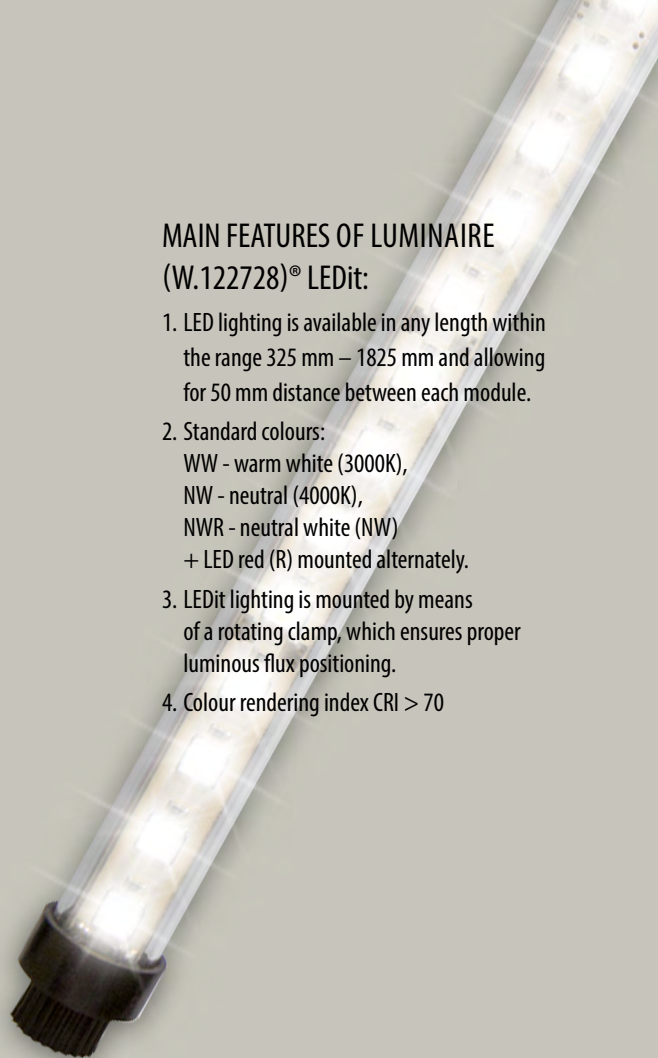 MAIN FEATURES OF LUMINAIRE
(W.122728)® LEDit:
1. LED lighting is available in any length within
the range 325 mm – 1825 mm and allowing
for 50 mm distance between each module.
2. Standard colours:
WW - warm white (3000K),
NW - neutral (4000K),
NWR - neutral white (NW)
+ LED red (R) mounted alternately.
3. LEDit lighting is mounted by means
of a rotating clamp, which ensures proper
luminous flux positioning.
4. Colour rendering index CRI > 70